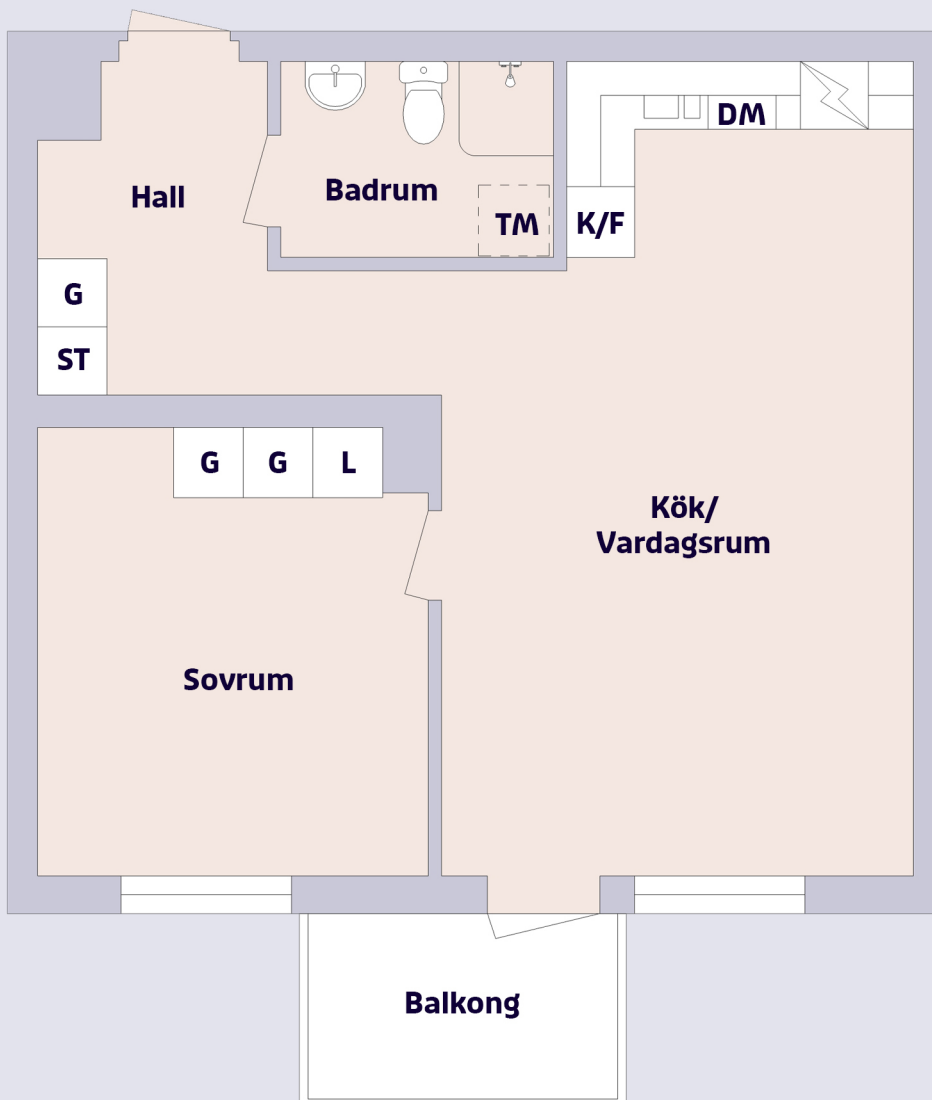 DM
Hall
Badrum
TM
K/F
G
ST
G
G
L
Kök/
Vardagsrum
Sovrum
Balkong